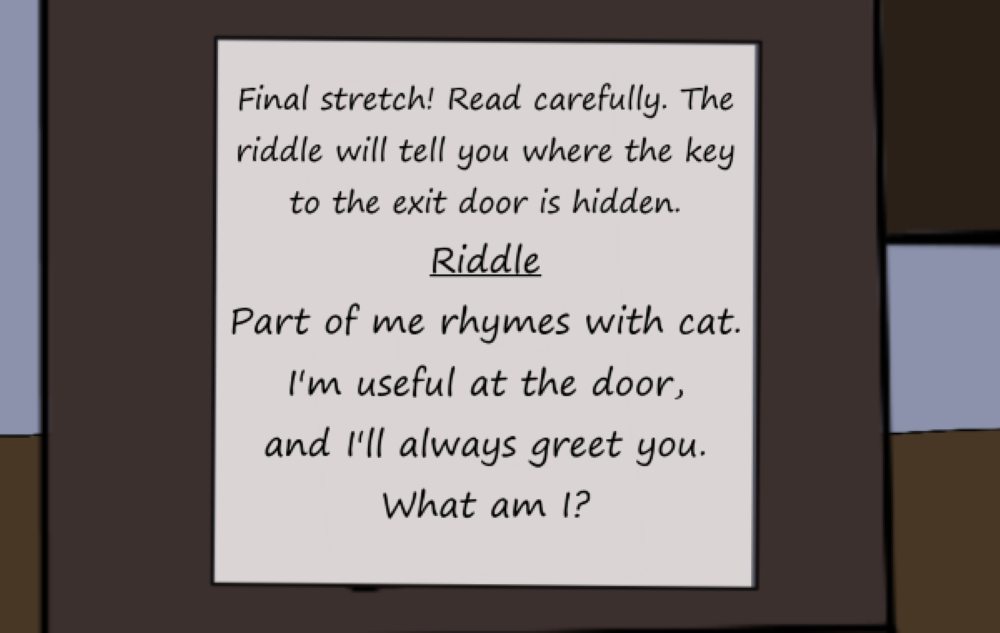 Final stretch! Read carefully. The
riddle will tell you where the key
to the exit door is hidden.
Riddle
Part of me rhymes with cat.
I'm useful at the door,
and I'll always greet you.
What am I?